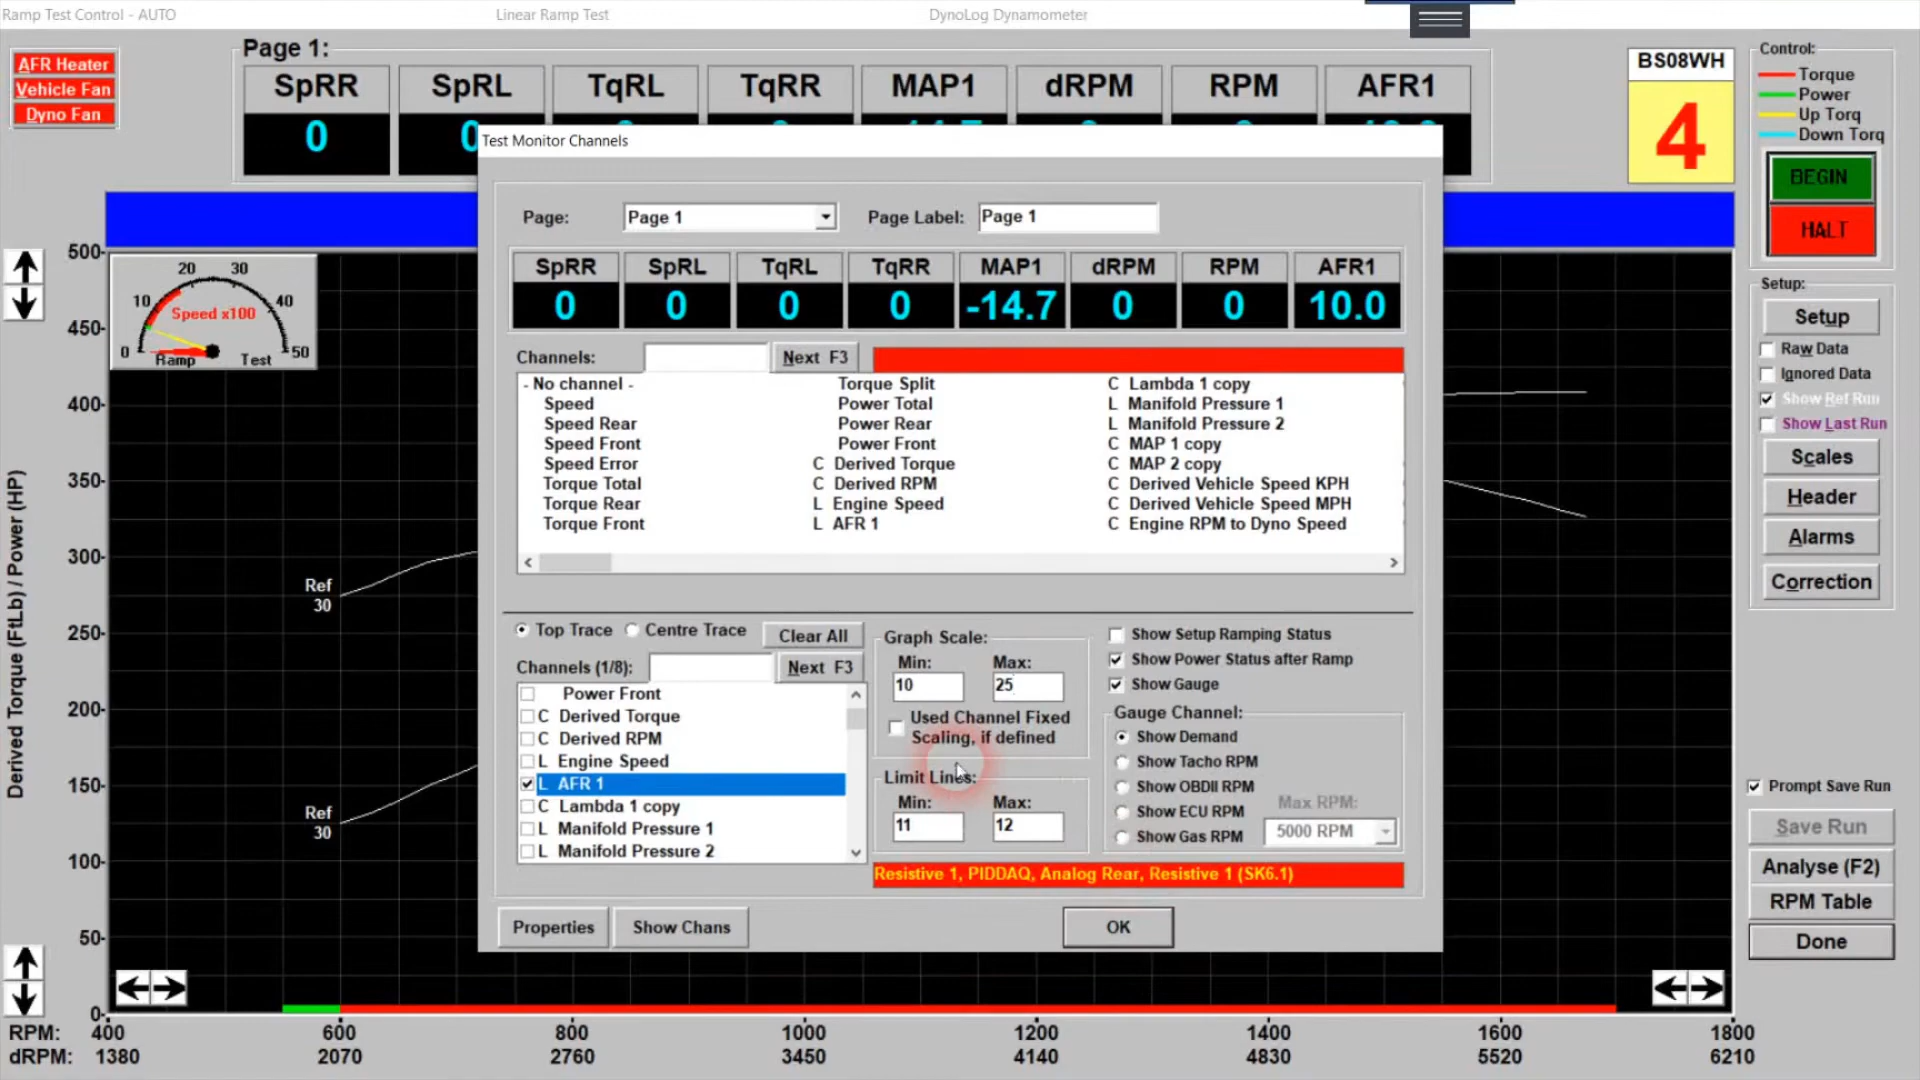 Ramp Test Control - AUTO
Linear Ramp Test
DynoLog Dynamometer
AFR Heater
Vehicle Fan
Dyno Fan
Page 1:
SpRR SpRL TqRL TqRR MAP1 dRPM RPM AFR1
0
BS08WH
4
Control:
Torque
Power
Up Torq
Down Torq
BEGIN
HALT
Test Monitor Channels
Page: Page 1 Page Label: Page 1
SpRR SpRL TqRL TqRR MAP1 dRPM RPM AFR1
0 0 0 0 -14.7 0 0 10.0
Channels: Next F3
- No channel - Torque Split C Lambda 1 copy
Speed Power Total L Manifold Pressure 1
Speed Rear Power Rear L Manifold Pressure 2
Speed Front Power Front C MAP 1 copy
Speed Error C Derived Torque C MAP 2 copy
Torque Total C Derived RPM C Derived Vehicle Speed KPH
Torque Rear L Engine Speed C Derived Vehicle Speed MPH
Torque Front L AFR 1 C Engine RPM to Dyno Speed
Top Trace Centre Trace Clear All
Channels (1/8): Next F3
Power Front
C Derived Torque
C Derived RPM
L Engine Speed
L AFR 1
C Lambda 1 copy
L Manifold Pressure 1
L Manifold Pressure 2
Graph Scale:
Min: Max:
10 25
Used Channel Fixed
Scaling, if defined
Limit Lines:
Min: Max:
11 12
Show Setup Ramping Status
Show Power Status after Ramp
Show Gauge
Gauge Channel:
Show Demand
Show Tacho RPM
Show OBDII RPM
Show ECU RPM
Show Gas RPM
Max RPM:
5000 RPM
Resistive 1, PIDDAQ, Analog Rear, Resistive 1 (SK6.1)
Properties Show Chans OK
Setup:
Setup
Raw Data
Ignored Data
Show Ref Run
Show Last Run
Scales
Header
Alarms
Correction
Prompt Save Run
Save Run
Analyse (F2)
RPM Table
Done
Derived Torque (FtLb) / Power (HP)
500
450
400
350
300
250
200
150
100
50
0
0 10 20 30 40 50
Speed x100
Ramp Test
Ref
30
Ref
30
RPM: 400 600 800 1000 1200 1400 1600 1800
dRPM: 1380 2070 2760 3450 4140 4830 5520 6210